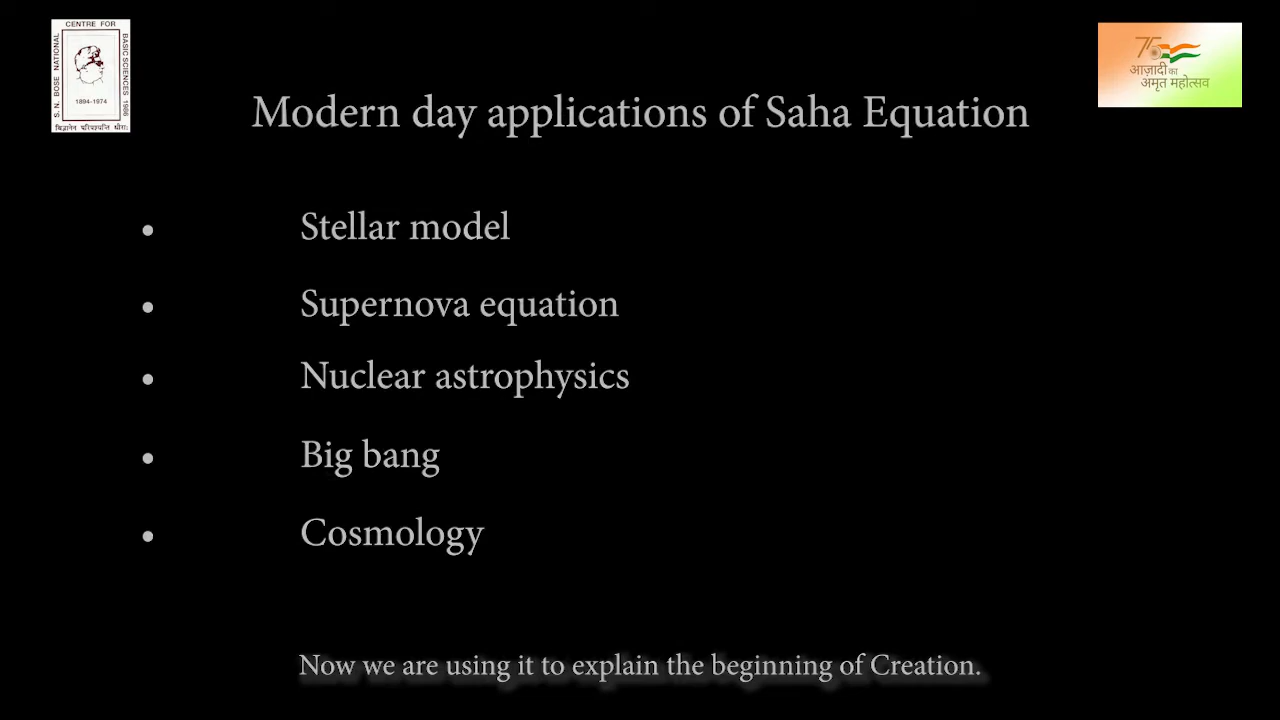 CENTRE FOR
S. N. BOSE NATIONAL
BASIC SCIENCES 1986
1894-1974
75
आज़ादी का
अमृत महोत्सव
Modern day applications of Saha Equation
• Stellar model
• Supernova equation
• Nuclear astrophysics
• Big bang
• Cosmology
Now we are using it to explain the beginning of Creation.